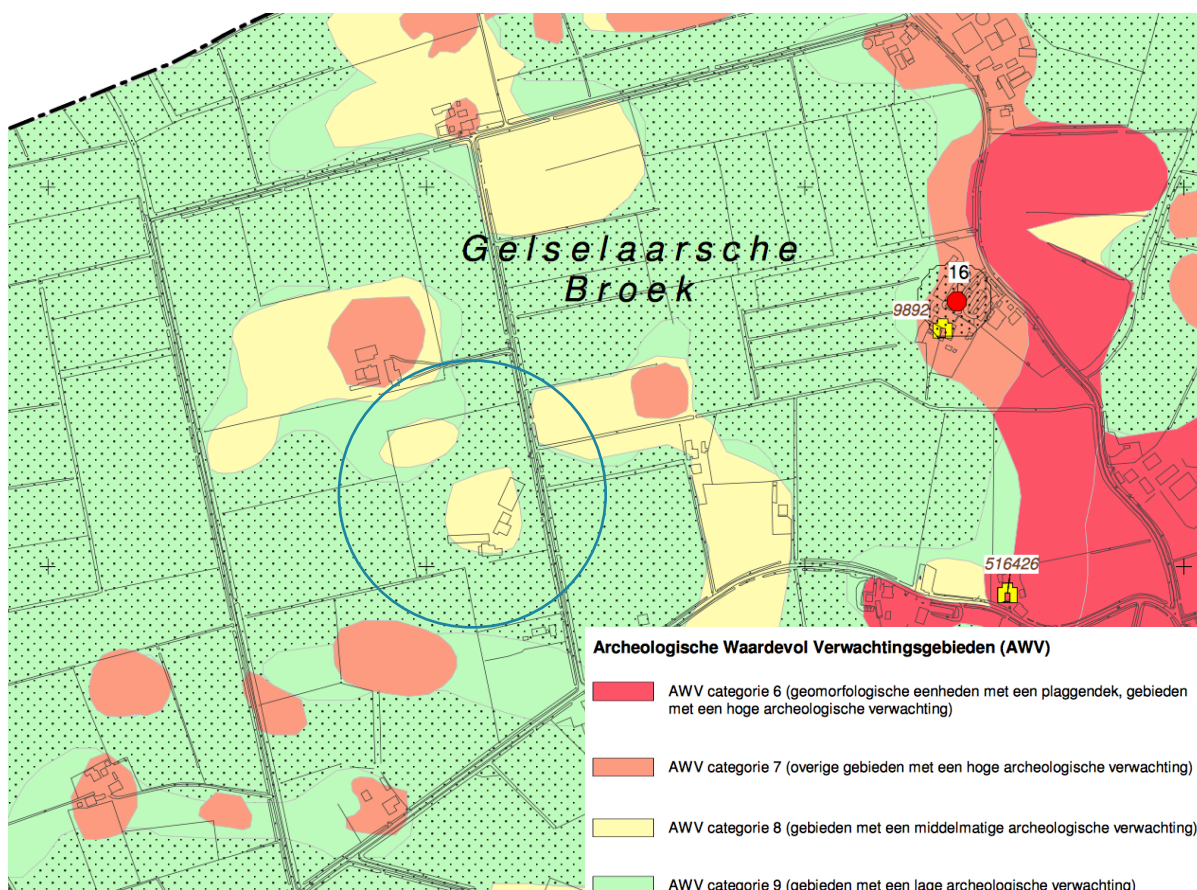 Gelselaarsche
Broek
16
9892
516426
Archeologische Waardevol Verwachtingsgebieden (AWV)
AWV categorie 6 (geomorfologische eenheden met een plaggendek, gebieden
met een hoge archeologische verwachting)
AWV categorie 7 (overige gebieden met een hoge archeologische verwachting)
AWV categorie 8 (gebieden met een middelmatige archeologische verwachting)
AWV categorie 9 (gebieden met een lage archeologische verwachting)